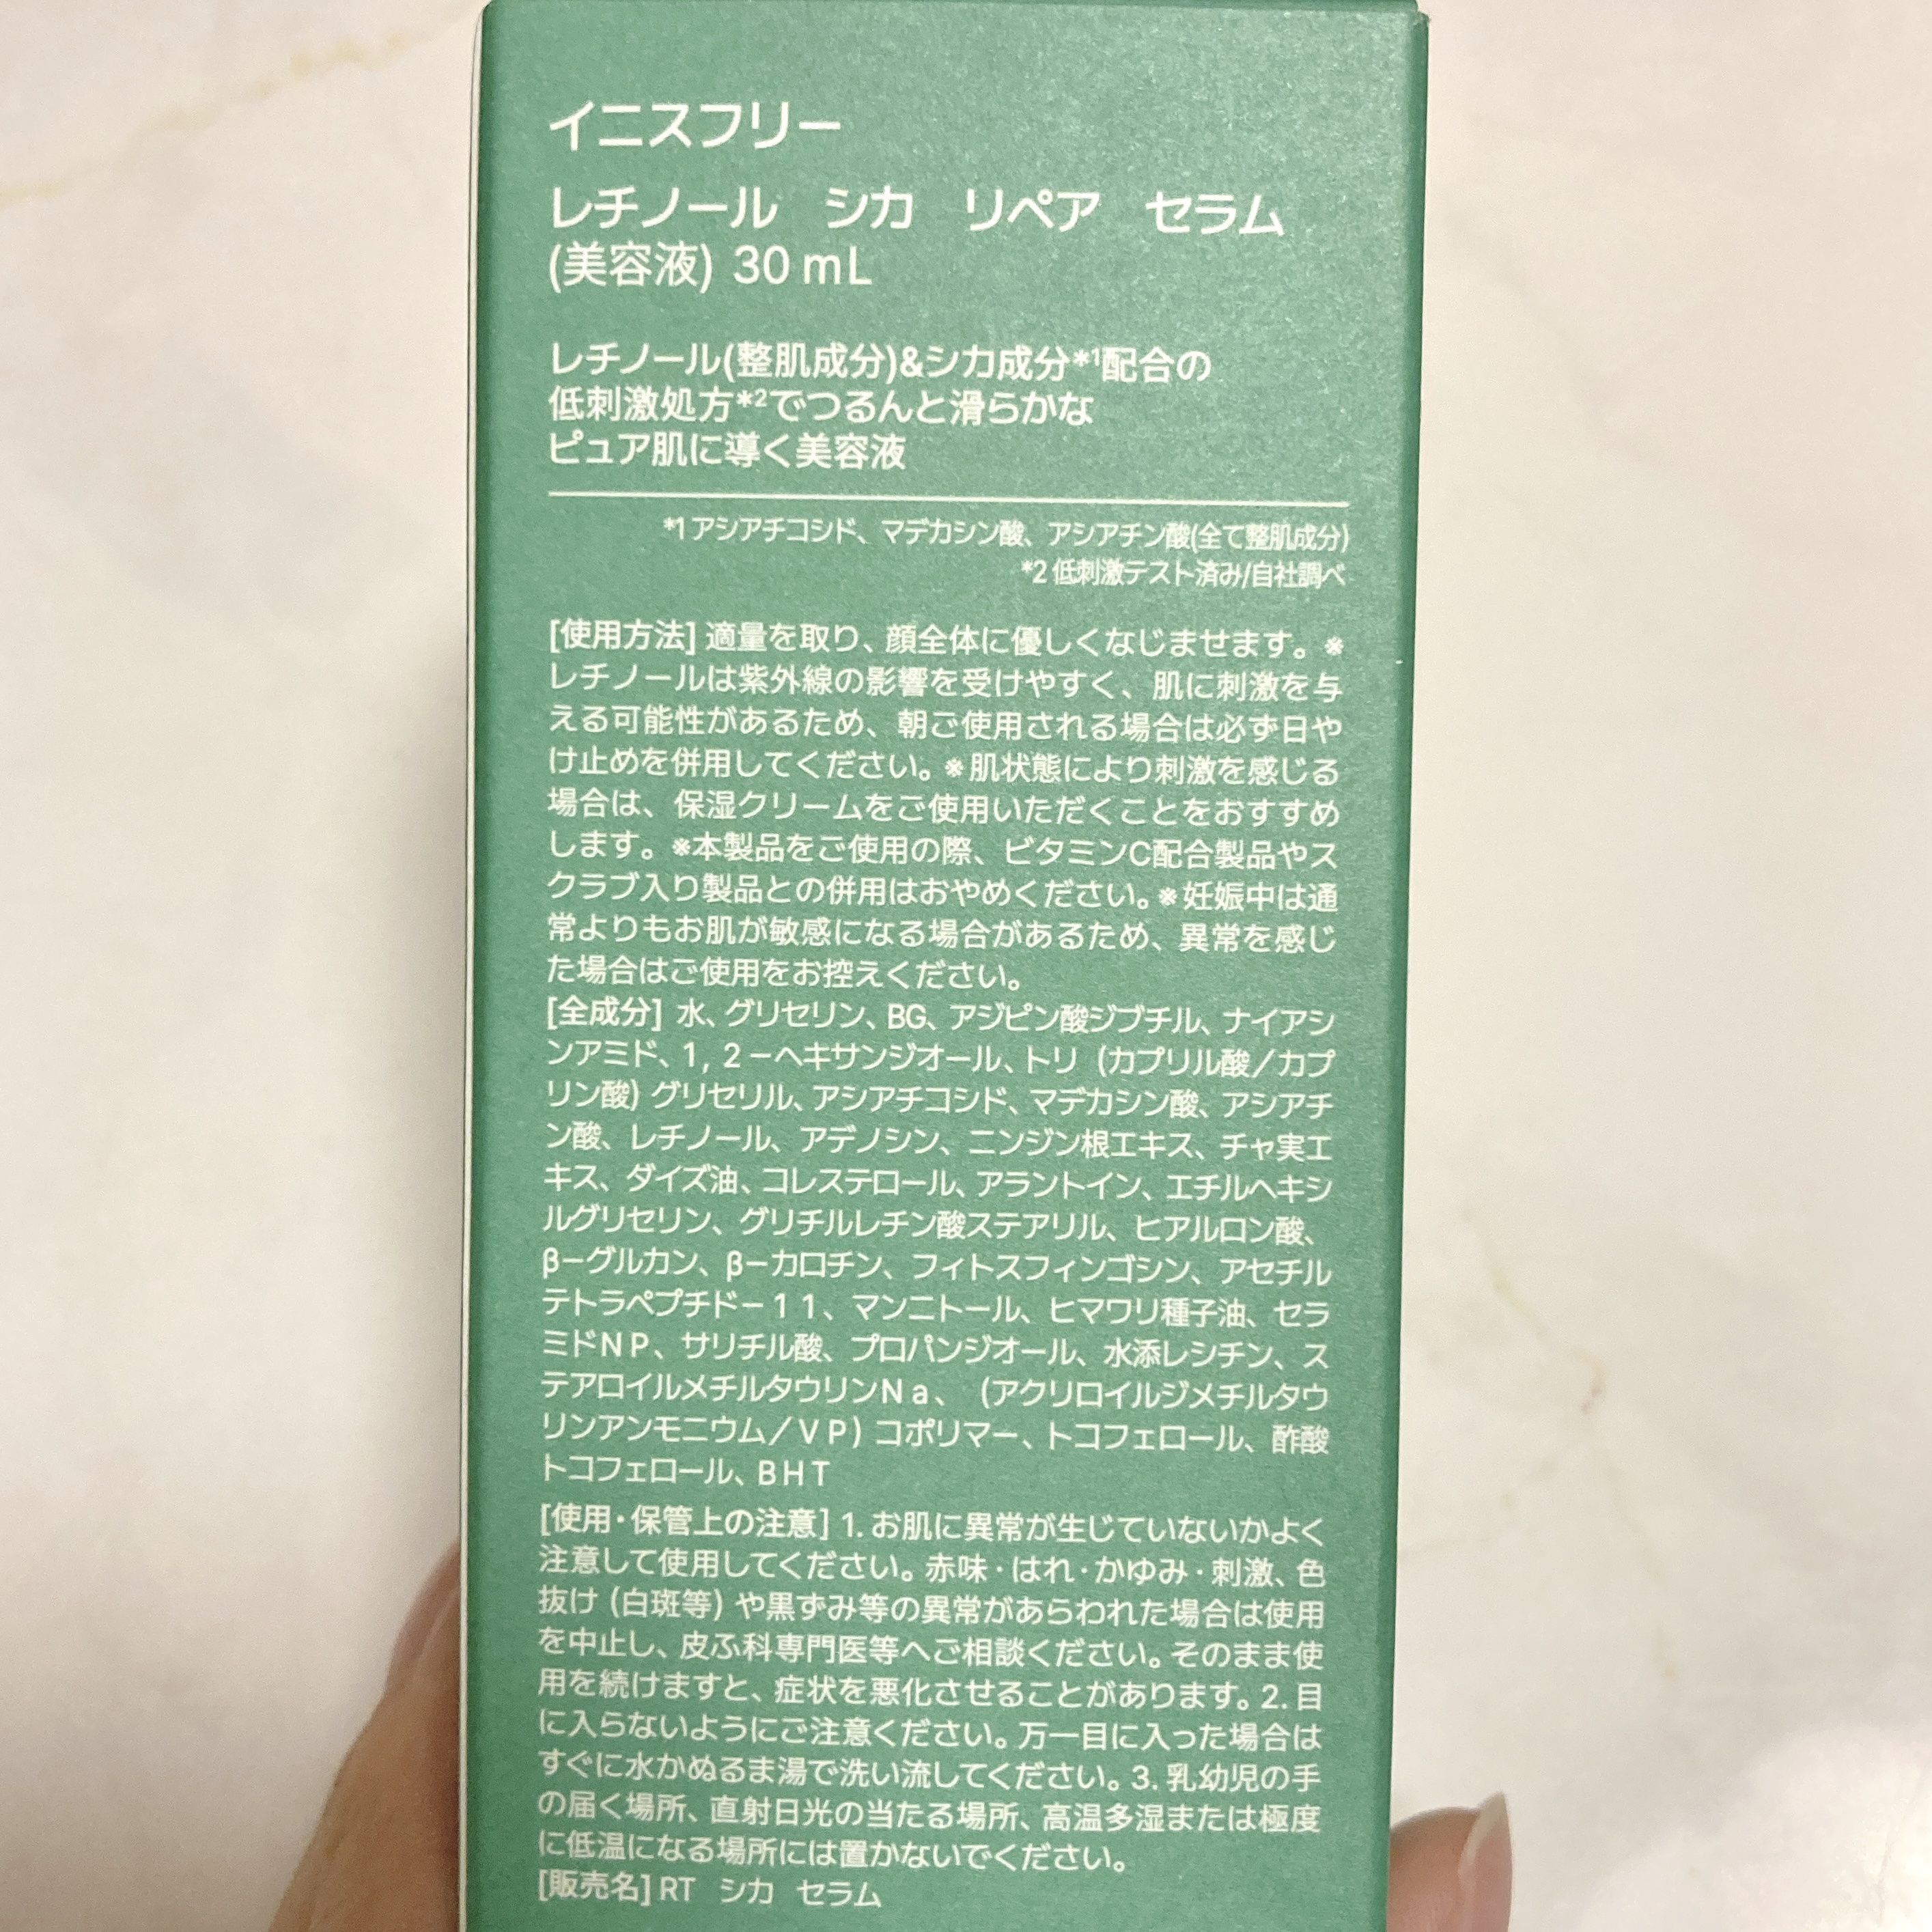 イニスフリー
レチノール　シカ　リペア　セラム
(美容液) 30 mL
レチノール(整肌成分)&シカ成分*1配合の
低刺激処方*2でつるんと滑らかな
ピュア肌に導く美容液
*1 アシアチコシド、マデカシン酸、アシアチン酸(全て整肌成分)
*2 低刺激テスト済み/自社調べ
[使用方法] 適量を取り、顔全体に優しくなじませます。※
レチノールは紫外線の影響を受けやすく、肌に刺激を与
える可能性があるため、朝ご使用される場合は必ず日や
け止めを併用してください。※肌状態により刺激を感じる
場合は、保湿クリームをご使用いただくことをおすすめ
します。※本製品をご使用の際、ビタミンC配合製品やス
クラブ入り製品との併用はおやめください。※妊娠中は通
常よりもお肌が敏感になる場合があるため、異常を感じ
た場合はご使用をお控えください。
[全成分] 水、グリセリン、BG、アジピン酸ジブチル、ナイアシ
ンアミド、1, 2－ヘキサンジオール、トリ (カプリル酸／カプ
リン酸) グリセリル、アシアチコシド、マデカシン酸、アシアチ
ン酸、レチノール、アデノシン、ニンジン根エキス、チャ実エ
キス、ダイズ油、コレステロール、アラントイン、エチルヘキシ
ルグリセリン、グリチルレチン酸ステアリル、ヒアルロン酸、
β－グルカン、β－カロチン、フィトスフィンゴシン、アセチル
テトラペプチド－１１、マンニトール、ヒマワリ種子油、セラ
ミドＮＰ、サリチル酸、プロパンジオール、水添レシチン、ス
テアロイルメチルタウリンＮａ、 (アクリロイルジメチルタウ
リンアンモニウム／ＶＰ) コポリマー、トコフェロール、酢酸
トコフェロール、ＢＨＴ
[使用・保管上の注意] 1. お肌に異常が生じていないかよく
注意して使用してください。赤味・はれ・かゆみ・刺激、色
抜け (白斑等) や黒ずみ等の異常があらわれた場合は使用
を中止し、皮ふ科専門医等へご相談ください。そのまま使
用を続けますと、症状を悪化させることがあります。2. 目
に入らないようにご注意ください。万一目に入った場合は
すぐに水かぬるま湯で洗い流してください。3. 乳幼児の手
の届く場所、直射日光の当たる場所、高温多湿または極度
に低温になる場所には置かないでください。
[販売名] RT　シカ　セラム